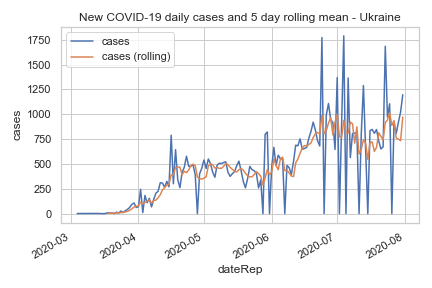 New COVID-19 daily cases and 5 day rolling mean - Ukraine
cases
cases (rolling)
1750
1500
1250
1000
750
500
250
0
cases
2020-03
2020-04
2020-05
2020-06
2020-07
2020-08
dateRep